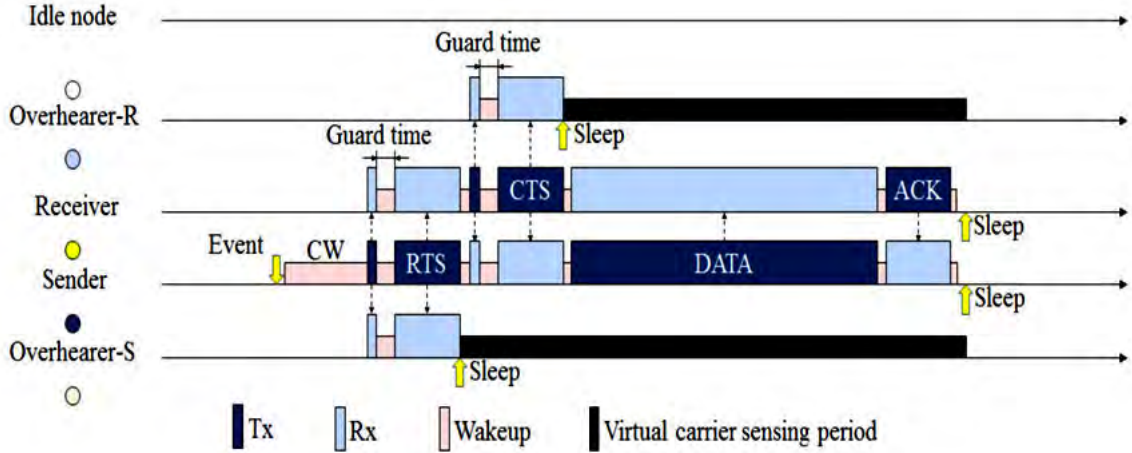 Idle node
Guard time
Overhearer-R
Sleep
Guard time
CTS
ACK
Receiver
Sleep
Event
CW
RTS
DATA
Sender
Sleep
Overhearer-S
Sleep
Tx
Rx
Wakeup
Virtual carrier sensing period